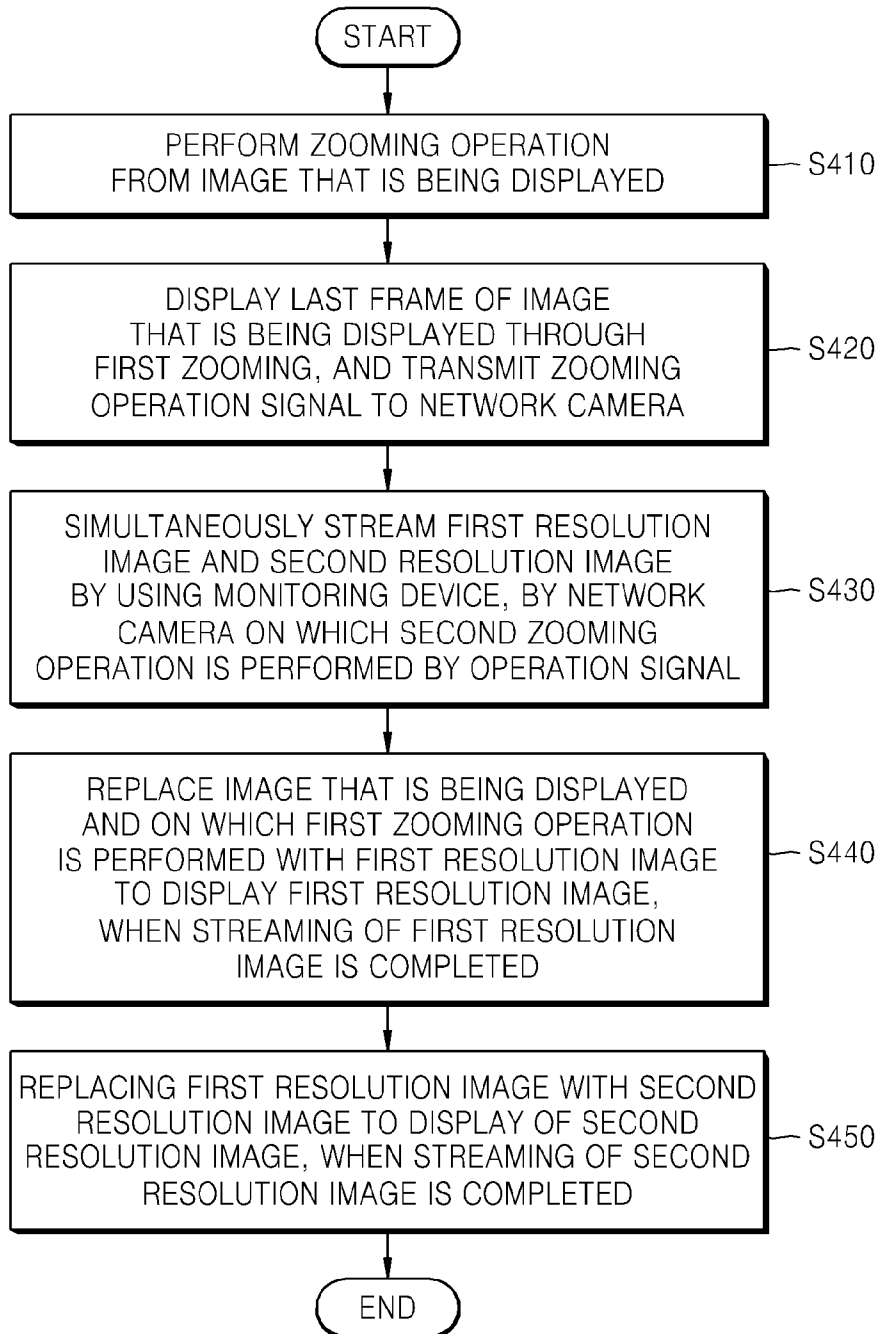 START
PERFORM ZOOMING OPERATION
FROM IMAGE THAT IS BEING DISPLAYED
S410
DISPLAY LAST FRAME OF IMAGE
THAT IS BEING DISPLAYED THROUGH
FIRST ZOOMING, AND TRANSMIT ZOOMING
OPERATION SIGNAL TO NETWORK CAMERA
S420
SIMULTANEOUSLY STREAM FIRST RESOLUTION
IMAGE AND SECOND RESOLUTION IMAGE
BY USING MONITORING DEVICE, BY NETWORK
CAMERA ON WHICH SECOND ZOOMING
OPERATION IS PERFORMED BY OPERATION SIGNAL
S430
REPLACE IMAGE THAT IS BEING DISPLAYED
AND ON WHICH FIRST ZOOMING OPERATION
IS PERFORMED WITH FIRST RESOLUTION IMAGE
TO DISPLAY FIRST RESOLUTION IMAGE,
WHEN STREAMING OF FIRST RESOLUTION
IMAGE IS COMPLETED
S440
REPLACING FIRST RESOLUTION IMAGE WITH SECOND
RESOLUTION IMAGE TO DISPLAY OF SECOND
RESOLUTION IMAGE, WHEN STREAMING OF SECOND
RESOLUTION IMAGE IS COMPLETED
S450
END